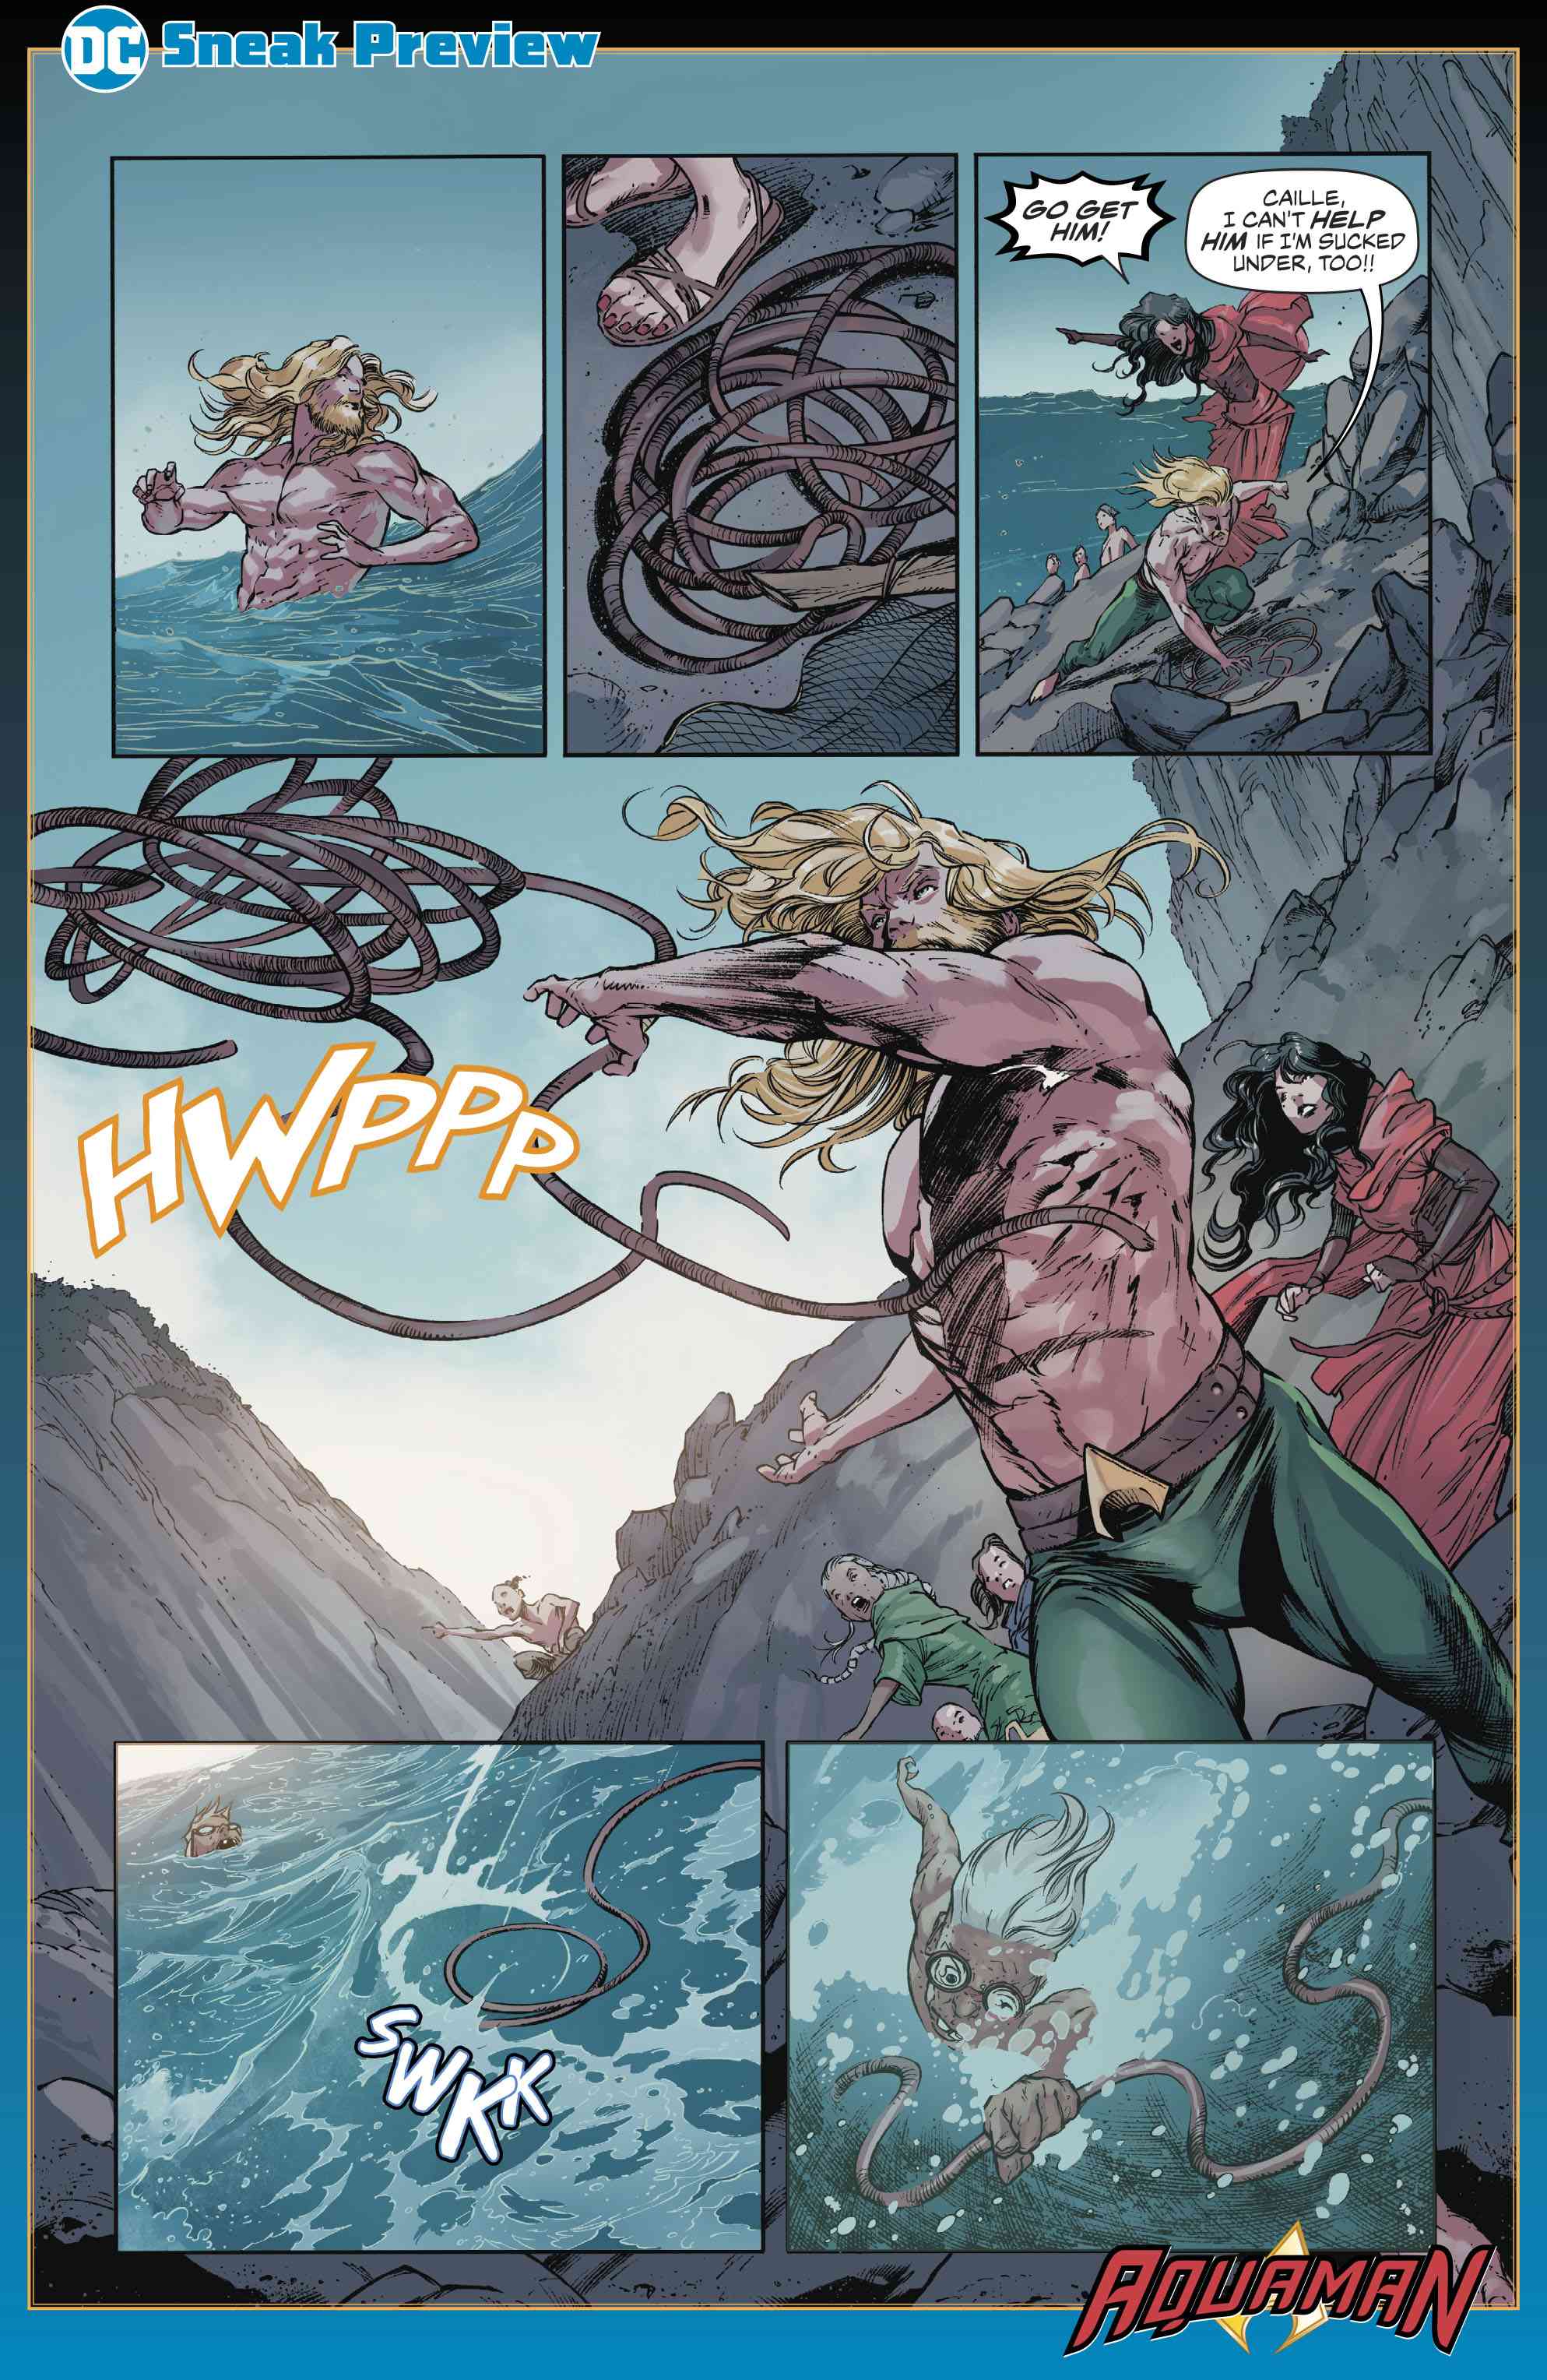 DC Sneak Preview
GO GET
HIM!
CAILLE,
I CAN'T HELP
HIM IF I'M SUCKED
UNDER, TOO!!
HWPPP
SWKK
AQUAMAN